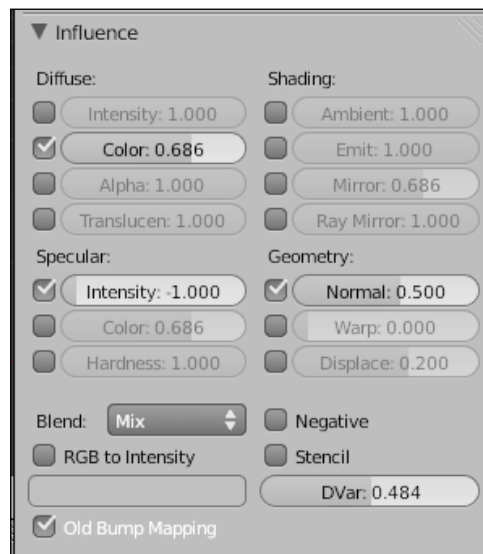 Influence
Diffuse:
Intensity: 1.000
Color: 0.686
Alpha: 1.000
Translucen: 1.000
Shading:
Ambient: 1.000
Emit: 1.000
Mirror: 0.686
Ray Mirror: 1.000
Specular:
Intensity: -1.000
Color: 0.686
Hardness: 1.000
Geometry:
Normal: 0.500
Warp: 0.000
Displace: 0.200
Blend: Mix
RGB to Intensity
Old Bump Mapping
Negative
Stencil
DVar: 0.484